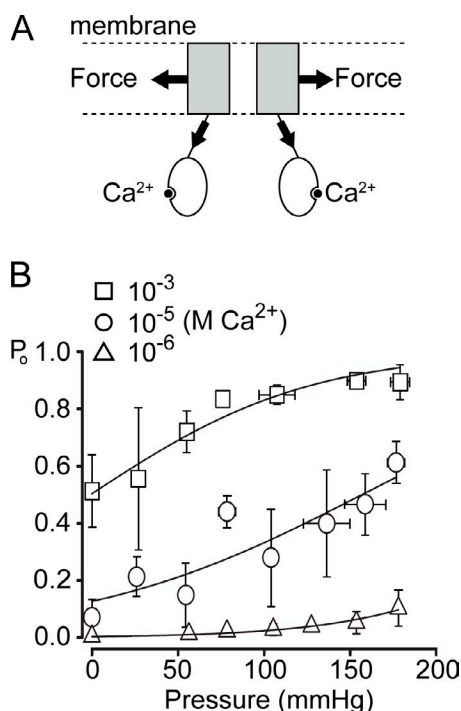 A
membrane
Force Force
Ca²⁺ Ca²⁺
B
10⁻³
10⁻⁵ (M Ca²⁺)
10⁻⁶
Pₒ
1.0
0.8
0.6
0.4
0.2
0.0
0 50 100 150 200
Pressure (mmHg)